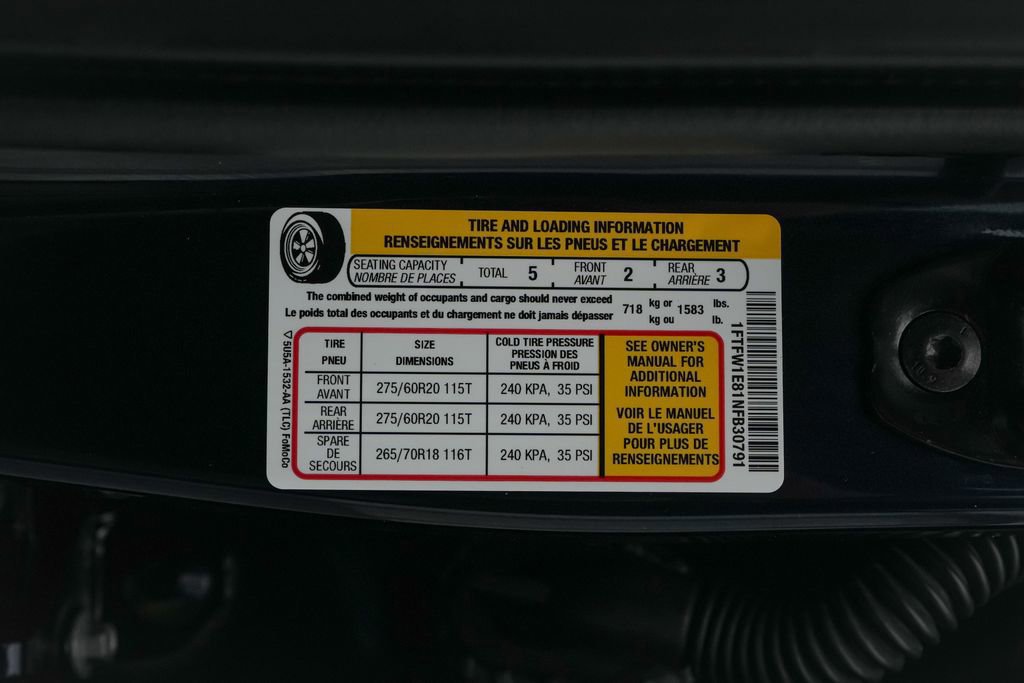 TIRE AND LOADING INFORMATION
RENSEIGNEMENTS SUR LES PNEUS ET LE CHARGEMENT
SEATING CAPACITY
NOMBRE DE PLACES
TOTAL 5
FRONT
AVANT
2
REAR
ARRIÈRE
3
The combined weight of occupants and cargo should never exceed
Le poids total des occupants et du chargement ne doit jamais dépasser
718
kg or
kg ou
1583
lbs.
lb.
TIRE
PNEU
SIZE
DIMENSIONS
COLD TIRE PRESSURE
PRESSION DES
PNEUS À FROID
FRONT
AVANT
275/60R20 115T
240 KPA, 35 PSI
REAR
ARRIÈRE
275/60R20 115T
240 KPA, 35 PSI
SPARE
DE
SECOURS
265/70R18 116T
240 KPA, 35 PSI
SEE OWNER'S
MANUAL FOR
ADDITIONAL
INFORMATION
VOIR LE MANUEL
DE L'USAGER
POUR PLUS DE
RENSEIGNEMENTS
1FTFW1E81NFB30791
5U5A-1532-AA (TLC) FoMoCo